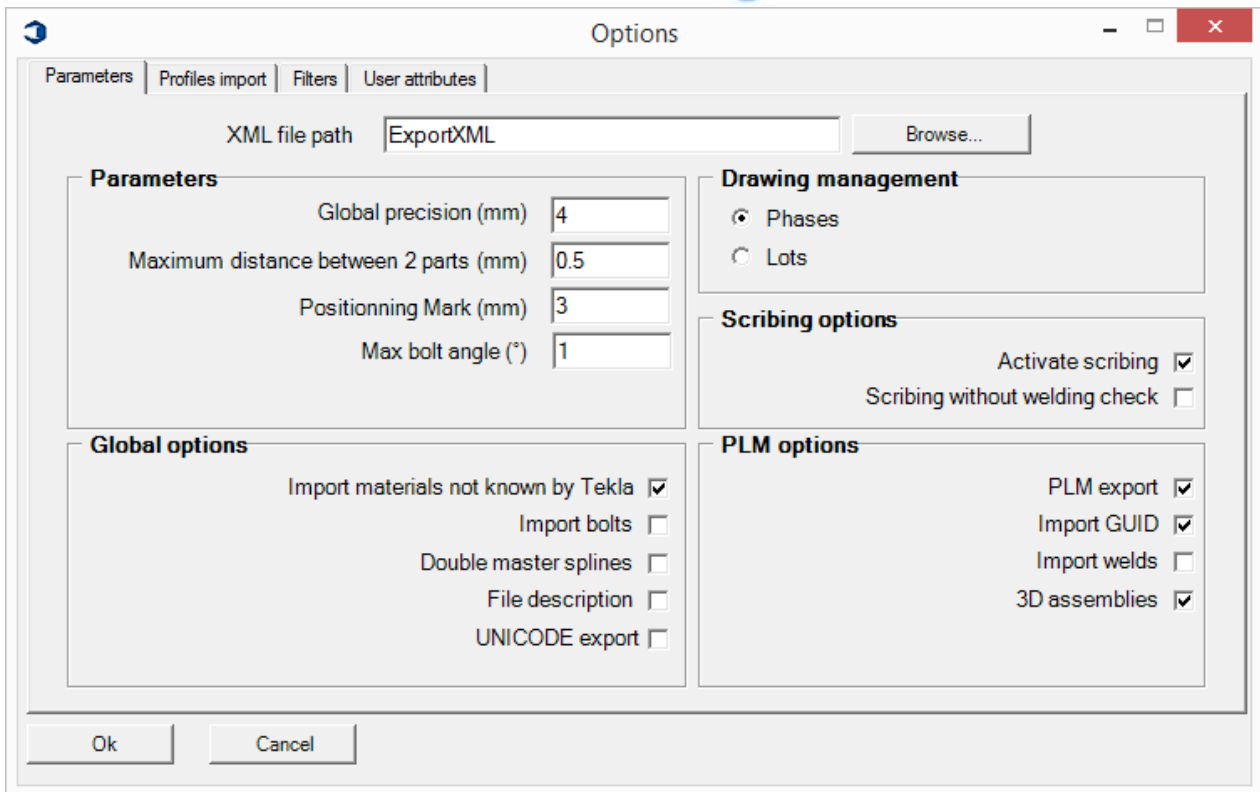 Options
Parameters Profiles import Filters User attributes
XML file path ExportXML Browse...
Parameters
Global precision (mm) 4
Maximum distance between 2 parts (mm) 0.5
Positionning Mark (mm) 3
Max bolt angle (°) 1
Drawing management
Phases
Lots
Scribing options
Activate scribing
Scribing without welding check
Global options
Import materials not known by Tekla
Import bolts
Double master splines
File description
UNICODE export
PLM options
PLM export
Import GUID
Import welds
3D assemblies
Ok Cancel